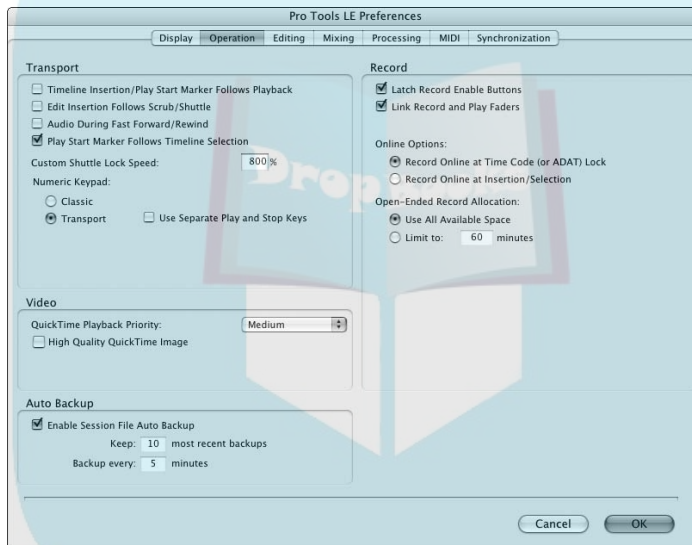 Pro Tools LE Preferences
Display Operation Editing Mixing Processing MIDI Synchronization
Transport
Timeline Insertion/Play Start Marker Follows Playback
Edit Insertion Follows Scrub/Shuttle
Audio During Fast Forward/Rewind
Play Start Marker Follows Timeline Selection
Custom Shuttle Lock Speed: 800 %
Numeric Keypad:
Classic
Transport Use Separate Play and Stop Keys
Record
Latch Record Enable Buttons
Link Record and Play Faders
Online Options:
Record Online at Time Code (or ADAT) Lock
Record Online at Insertion/Selection
Open-Ended Record Allocation:
Use All Available Space
Limit to: 60 minutes
Video
QuickTime Playback Priority: Medium
High Quality QuickTime Image
Auto Backup
Enable Session File Auto Backup
Keep: 10 most recent backups
Backup every: 5 minutes
Cancel OK
Drop Books